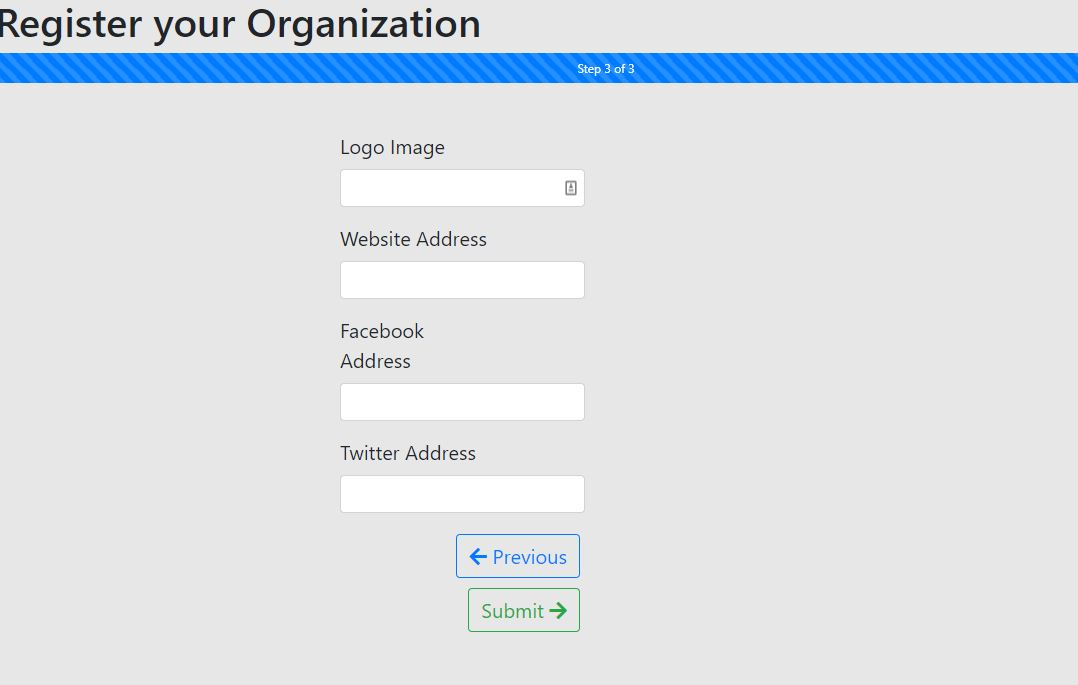 Register your Organization
Step 3 of 3
Logo Image
Website Address
Facebook
Address
Twitter Address
Previous
Submit